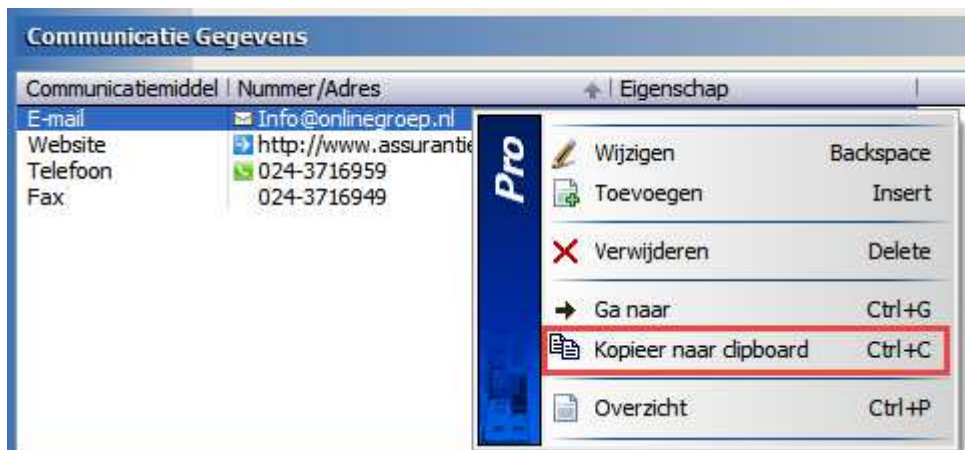 Communicatie Gegevens
Communicatiemiddel Nummer/Adres Eigenschap
E-mail Info@onlinegroep.nl
Website http://www.assurantie
Telefoon 024-3716959
Fax 024-3716949
Pro
Wijzigen Backspace
Toevoegen Insert
Verwijderen Delete
Ga naar Ctrl+G
Kopieer naar clipboard Ctrl+C
Overzicht Ctrl+P